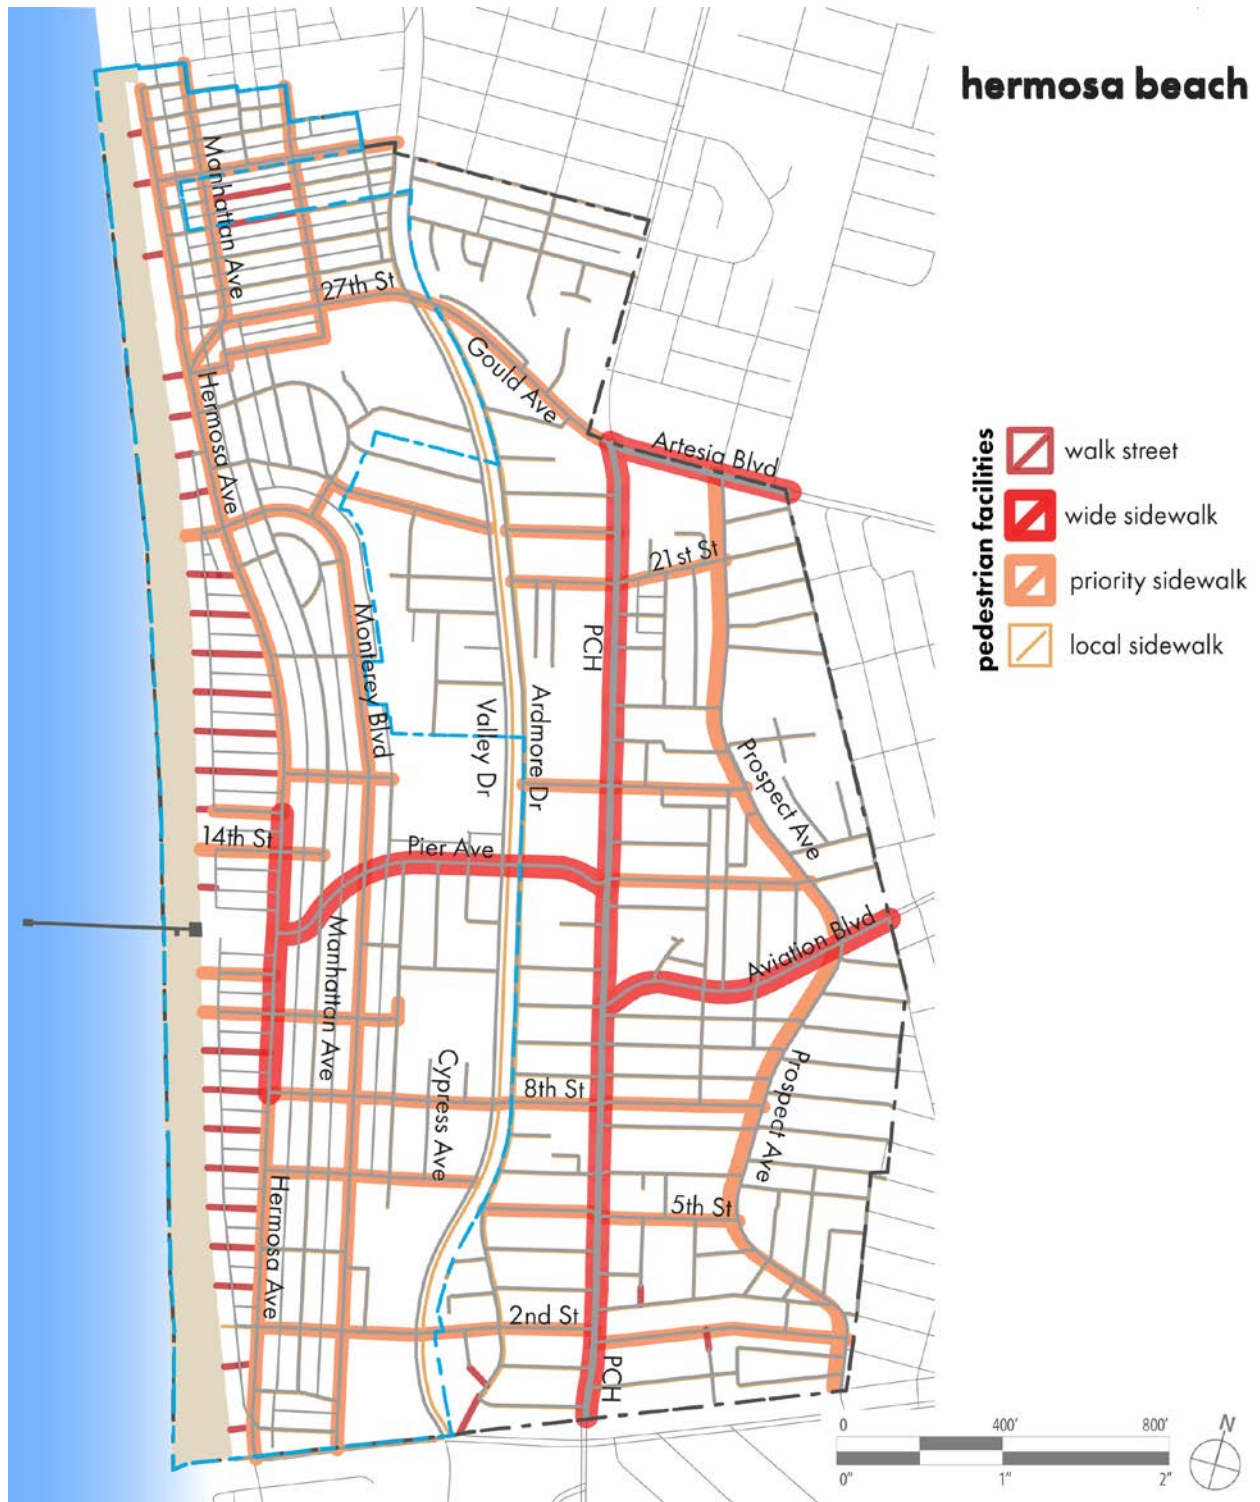 hermosa beach
Manhattan Ave
27th St
Gould Ave
Hermosa Ave
Artesia Blvd
pedestrian facilities
walk street
wide sidewalk
priority sidewalk
local sidewalk
21st St
PCH
Monterey Blvd
Valley Dr
Ardmore Dr
Prospect Ave
14th St
Pier Ave
Manhattan Ave
Aviation Blvd
Cypress Ave
8th St
Prospect Ave
5th St
Hermosa Ave
2nd St
PCH
0 400' 800'
0" 1" 2"
N